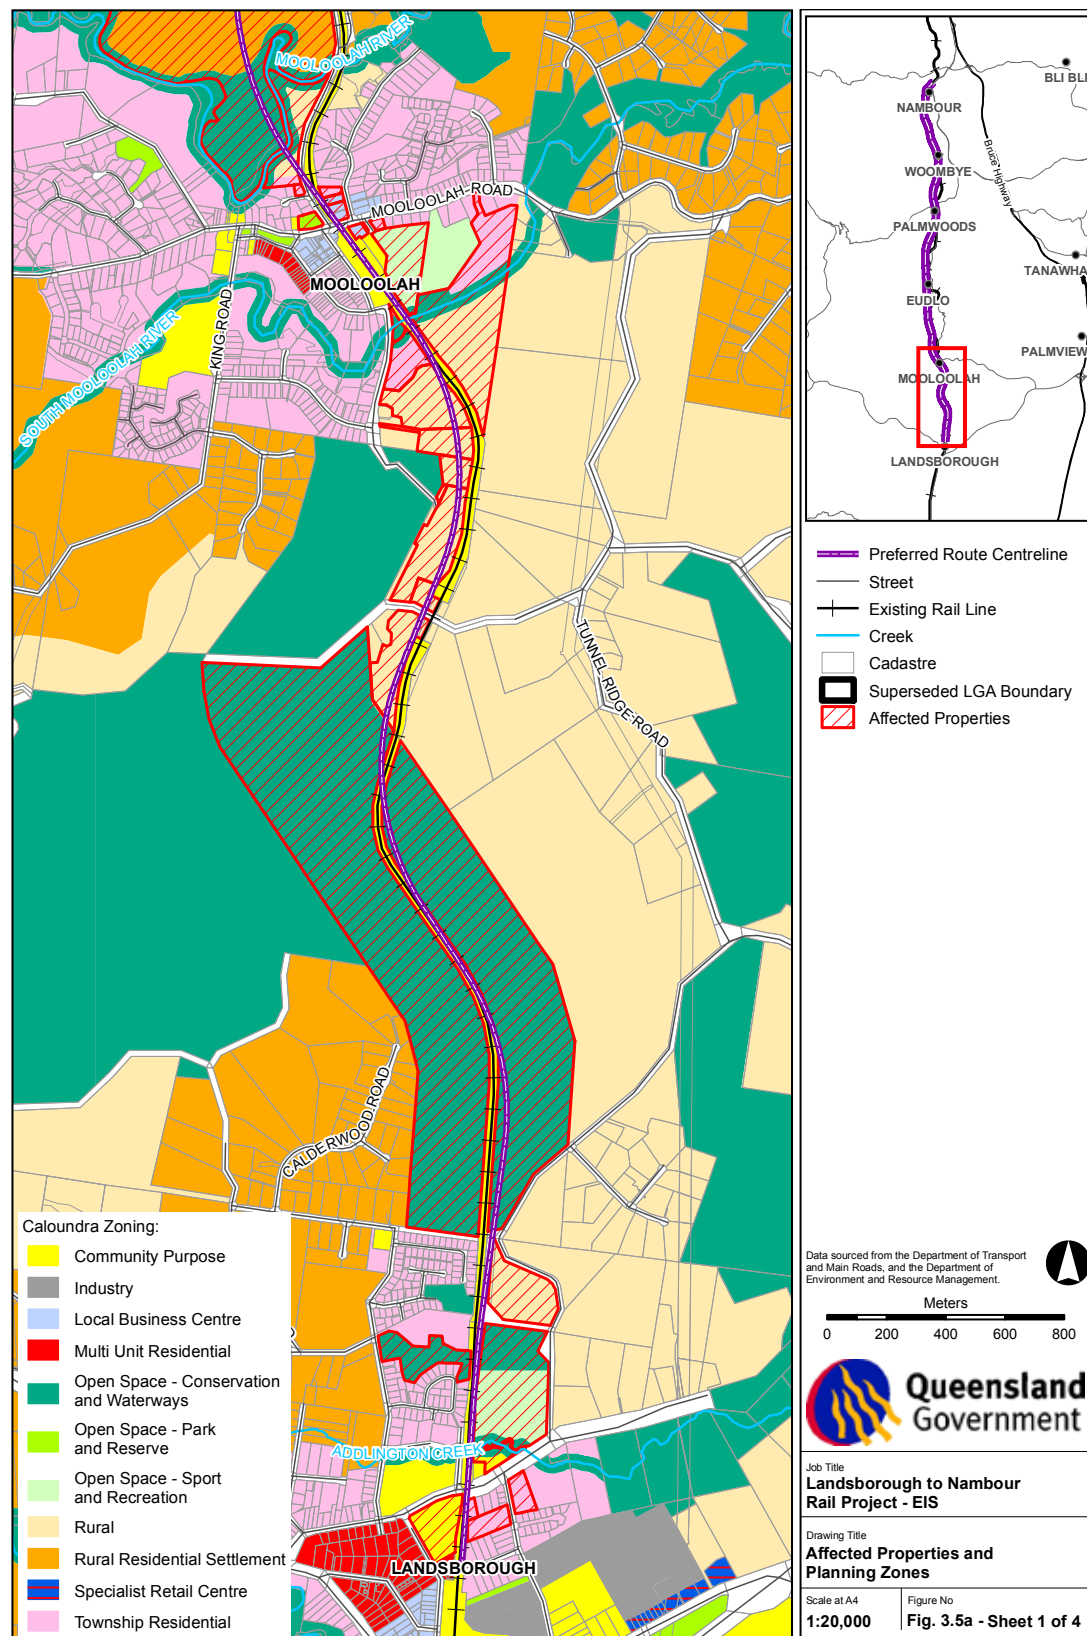 MOOLOOLAH RIVER
MOOLOOLAH ROAD
MOOLOOLAH
KING ROAD
SOUTH MOOLOOLAH RIVER
TUNNEL RIDGE ROAD
CALDERWOOD ROAD
ADDLINGTON CREEK
LANDSBOROUGH
Caloundra Zoning:
Community Purpose
Industry
Local Business Centre
Multi Unit Residential
Open Space - Conservation
and Waterways
Open Space - Park
and Reserve
Open Space - Sport
and Recreation
Rural
Rural Residential Settlement
Specialist Retail Centre
Township Residential
BLI BLI
NAMBOUR
Bruce Highway
WOOMBYE
PALMWOODS
TANAWHA
EUDLO
PALMVIEW
MOOLOOLAH
LANDSBOROUGH
Preferred Route Centreline
Street
Existing Rail Line
Creek
Cadastre
Superseded LGA Boundary
Affected Properties
Data sourced from the Department of Transport
and Main Roads, and the Department of
Environment and Resource Management.
Meters
0 200 400 600 800
Queensland
Government
Job Title
Landsborough to Nambour
Rail Project - EIS
Drawing Title
Affected Properties and
Planning Zones
Scale at A4
1:20,000
Figure No
Fig. 3.5a - Sheet 1 of 4